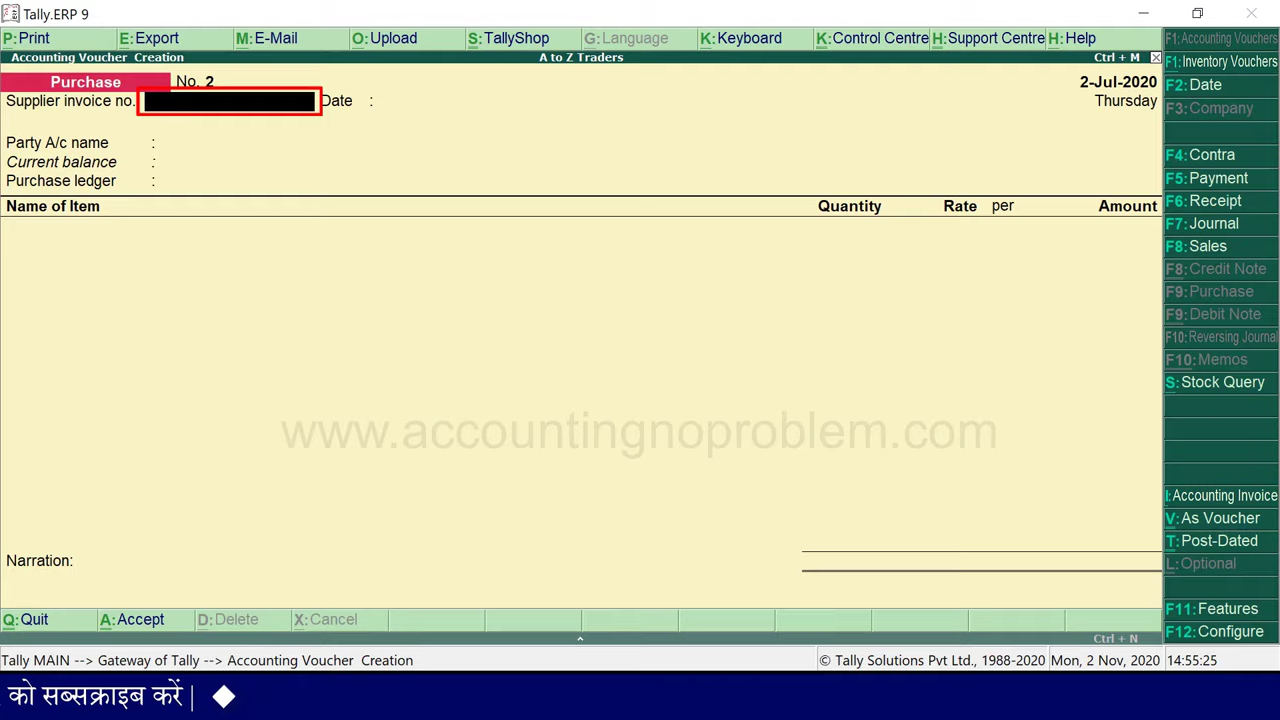 Tally.ERP 9
P: Print E: Export M: E-Mail O: Upload S: TallyShop G: Language K: Keyboard K: Control Centre H: Support Centre H: Help
Accounting Voucher Creation A to Z Traders Ctrl + M
Purchase No. 2 2-Jul-2020
Supplier invoice no. Date : Thursday
Party A/c name :
Current balance :
Purchase ledger :
Name of Item Quantity Rate per Amount
www.accountingnoproblem.com
Narration:
Q: Quit A: Accept D: Delete X: Cancel
Ctrl + N
Tally MAIN --> Gateway of Tally --> Accounting Voucher Creation © Tally Solutions Pvt Ltd., 1988-2020 Mon, 2 Nov, 2020 14:55:25
F1: Accounting Vouchers
F1: Inventory Vouchers
F2: Date
F3: Company
F4: Contra
F5: Payment
F6: Receipt
F7: Journal
F8: Sales
F8: Credit Note
F9: Purchase
F9: Debit Note
F10: Reversing Journal
F10: Memos
S: Stock Query
I: Accounting Invoice
V: As Voucher
T: Post-Dated
L: Optional
F11: Features
F12: Configure
को सब्सक्राइब करें |